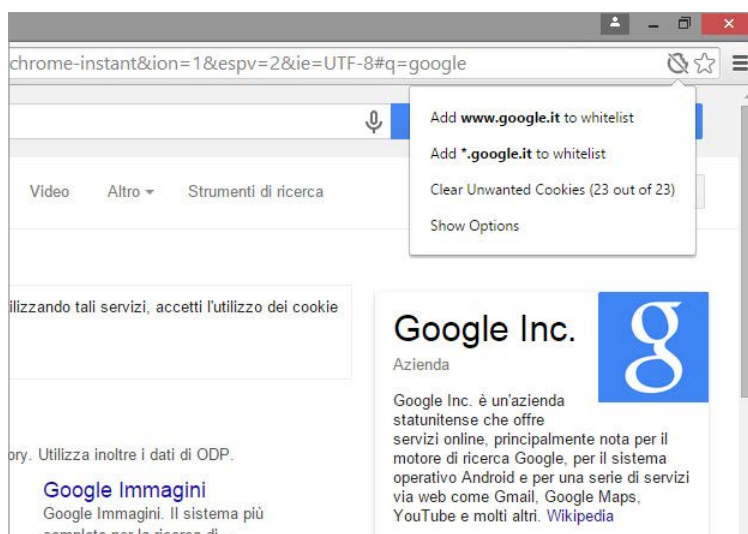 chrome-instant&ion=1&espv=2&ie=UTF-8#q=google
Add www.google.it to whitelist
Add *.google.it to whitelist
Clear Unwanted Cookies (23 out of 23)
Show Options
Video Altro Strumenti di ricerca
ilizzando tali servizi, accetti l'utilizzo dei cookie
Google Inc.
Azienda
Google Inc. è un'azienda
statunitense che offre
servizi online, principalmente nota per il
motore di ricerca Google, per il sistema
operativo Android e per una serie di servizi
via web come Gmail, Google Maps,
YouTube e molti altri. Wikipedia
ory. Utilizza inoltre i dati di ODP.
Google Immagini
Google Immagini. Il sistema più
completo per la ricerca di